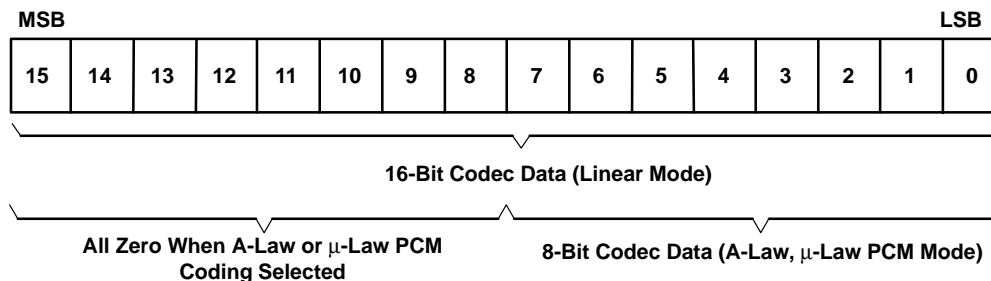 MSB LSB
15 14 13 12 11 10 9 8 7 6 5 4 3 2 1 0
16-Bit Codec Data (Linear Mode)
All Zero When A-Law or μ-Law PCM
Coding Selected
8-Bit Codec Data (A-Law, μ-Law PCM Mode)